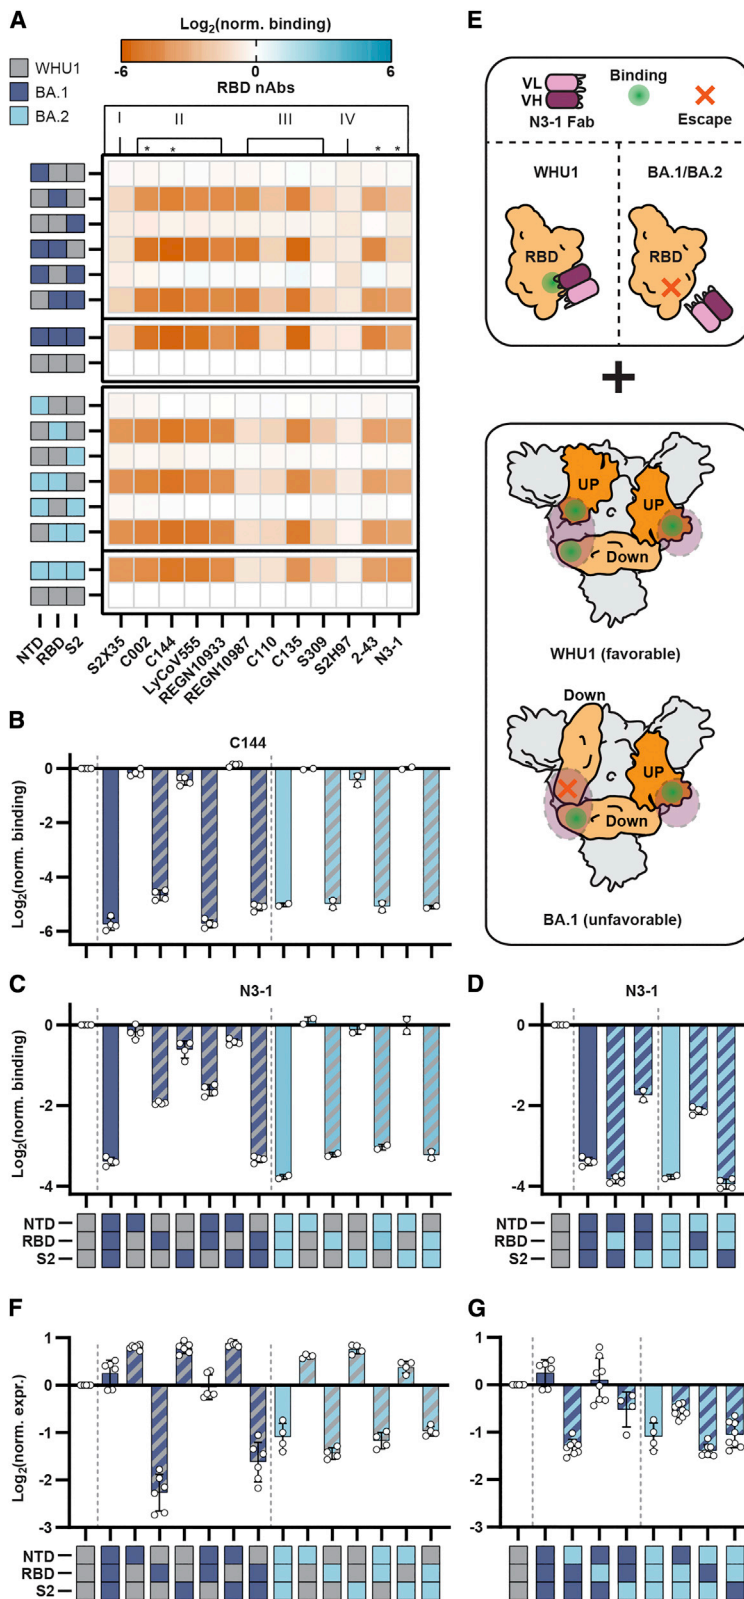 A
Log2(norm. binding)
-6
0
6
RBD nAbs
WHU1
BA.1
BA.2
I
II
III
IV
*
*
*
*
NTD
RBD
S2
S2X35
C002
C144
LyCoV555
REGN10933
REGN10987
C110
C135
S309
S2H97
2-43
N3-1
B
C144
Log2(norm. binding)
0
-2
-4
-6
C
N3-1
Log2(norm. binding)
0
-2
-4
NTD
RBD
S2
D
N3-1
0
-2
-4
NTD
RBD
S2
E
VL
VH
N3-1 Fab
Binding
Escape
WHU1
BA.1/BA.2
RBD
RBD
+
UP
UP
Down
WHU1 (favorable)
Down
UP
Down
BA.1 (unfavorable)
F
Log2(norm. expr.)
1
0
-1
-2
-3
NTD
RBD
S2
G
1
0
-1
-2
-3
NTD
RBD
S2